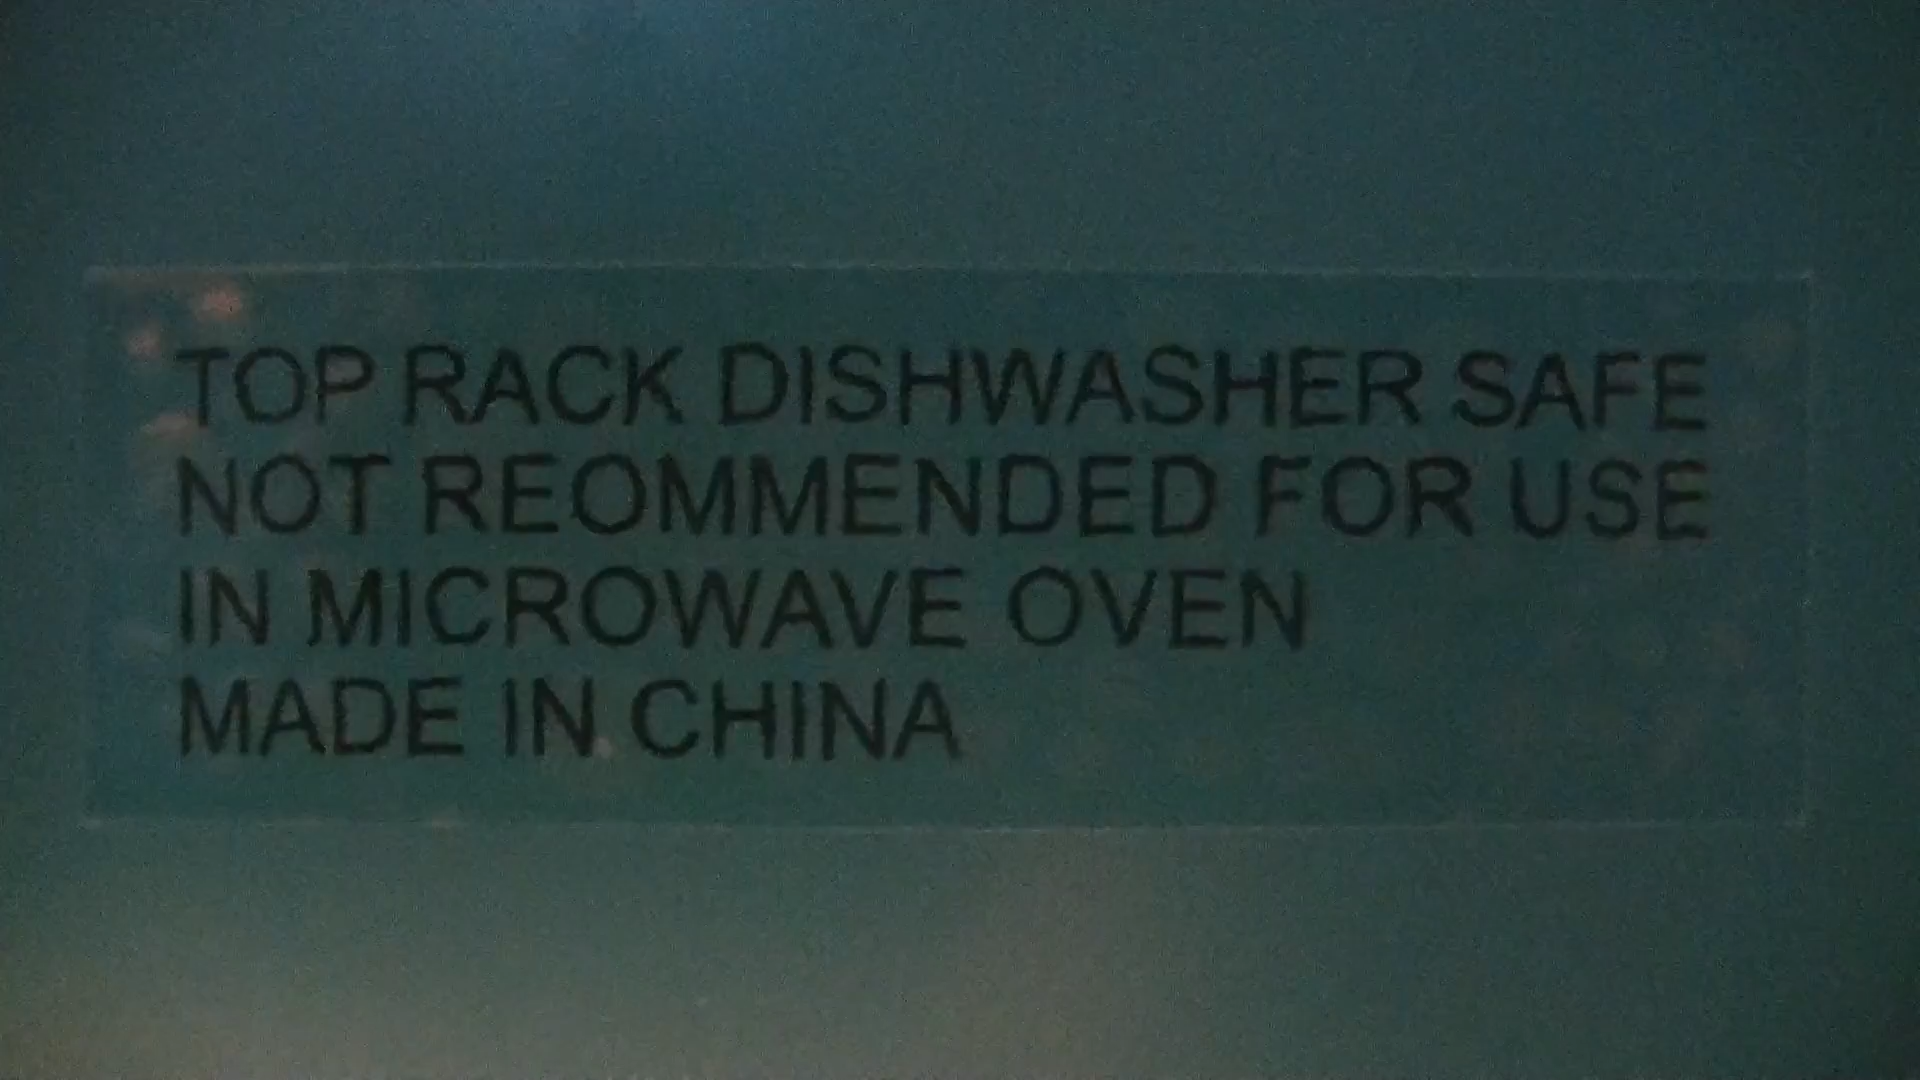 TOP RACK DISHWASHER SAFE
NOT REOMMENDED FOR USE
IN MICROWAVE OVEN
MADE IN CHINA